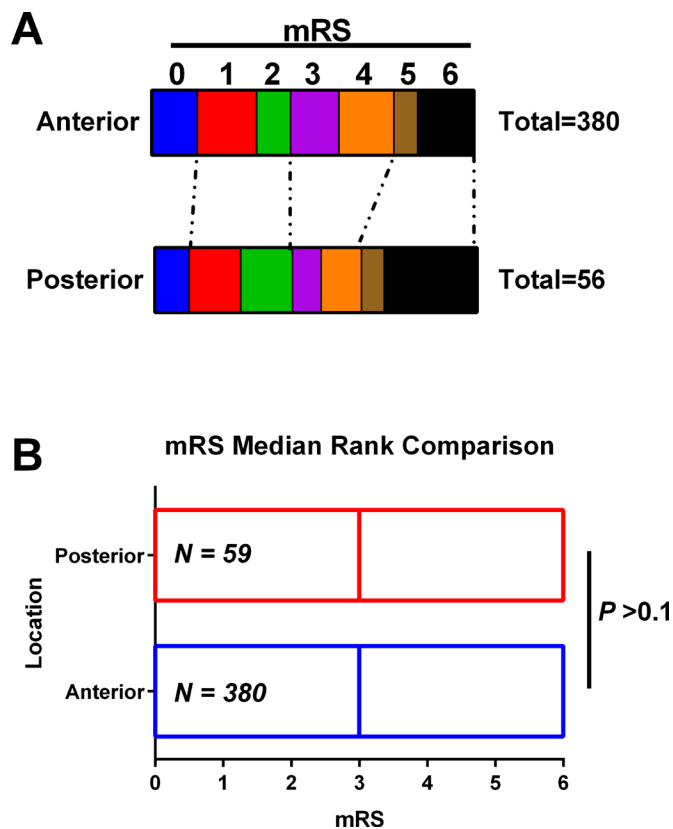 A
mRS
0 1 2 3 4 5 6
Anterior
Total=380
Posterior
Total=56
B
mRS Median Rank Comparison
Location
Posterior
N = 59
P >0.1
Anterior
N = 380
0 1 2 3 4 5 6
mRS